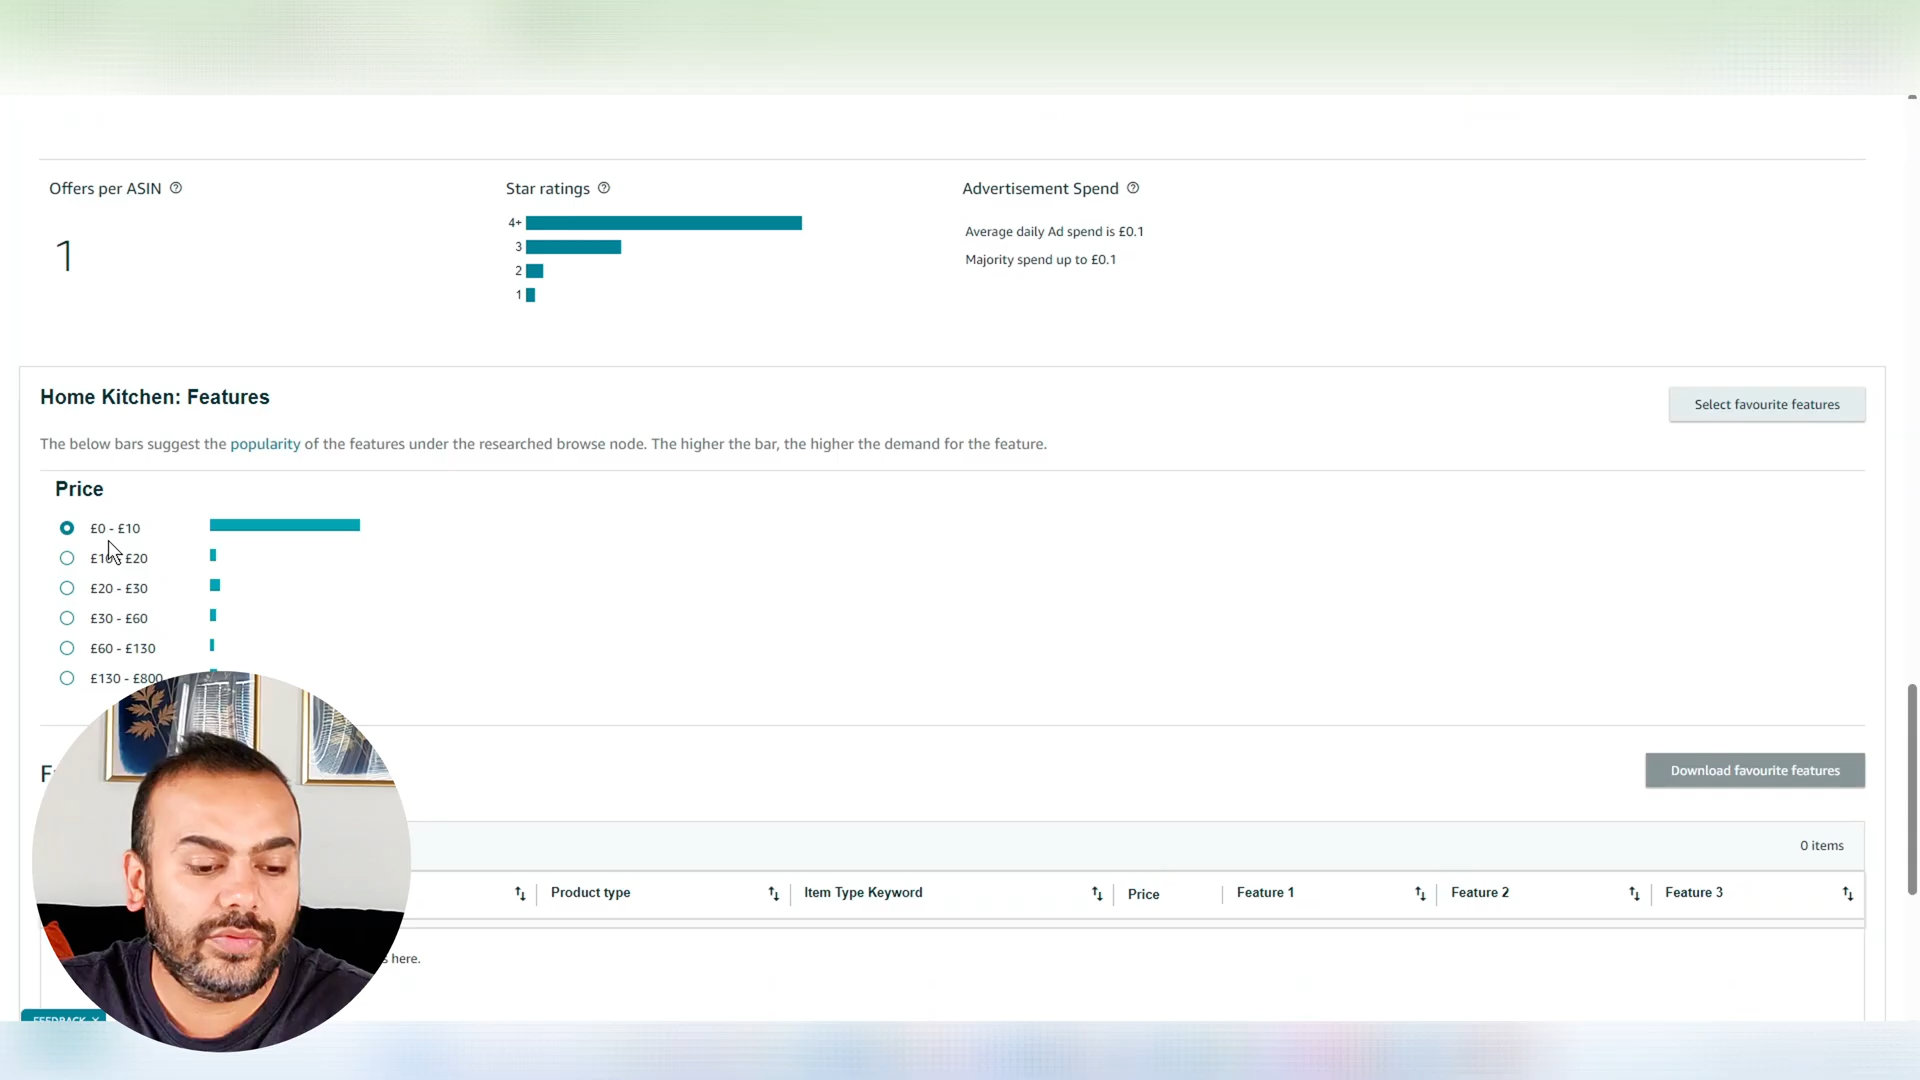 Offers per ASIN
Star ratings
Advertisement Spend
1
4+
3
2
1
Average daily Ad spend is £0.1
Majority spend up to £0.1
Home Kitchen: Features
Select favourite features
The below bars suggest the popularity of the features under the researched browse node. The higher the bar, the higher the demand for the feature.
Price
£0 - £10
£20
£20 - £30
£30 - £60
£60 - £130
£130 - £800
Download favourite features
0 items
Product type
Item Type Keyword
Price
Feature 1
Feature 2
Feature 3
here.
FEEDBACK